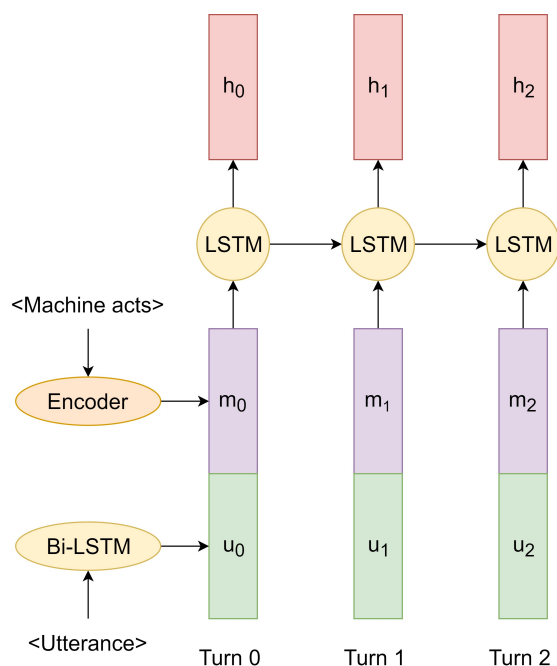 h₀ h₁ h₂
LSTM LSTM LSTM
<Machine acts>
Encoder m₀ m₁ m₂
Bi-LSTM u₀ u₁ u₂
<Utterance>
Turn 0 Turn 1 Turn 2